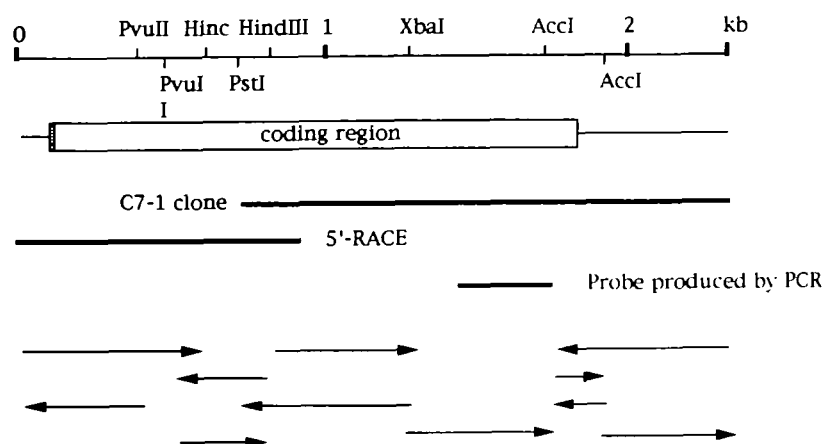 0 PvuII Hinc HindIII 1 XbaI AccI 2 kb
PvuI PstI AccI
I
coding region
C7-1 clone
5'-RACE
Probe produced by PCR